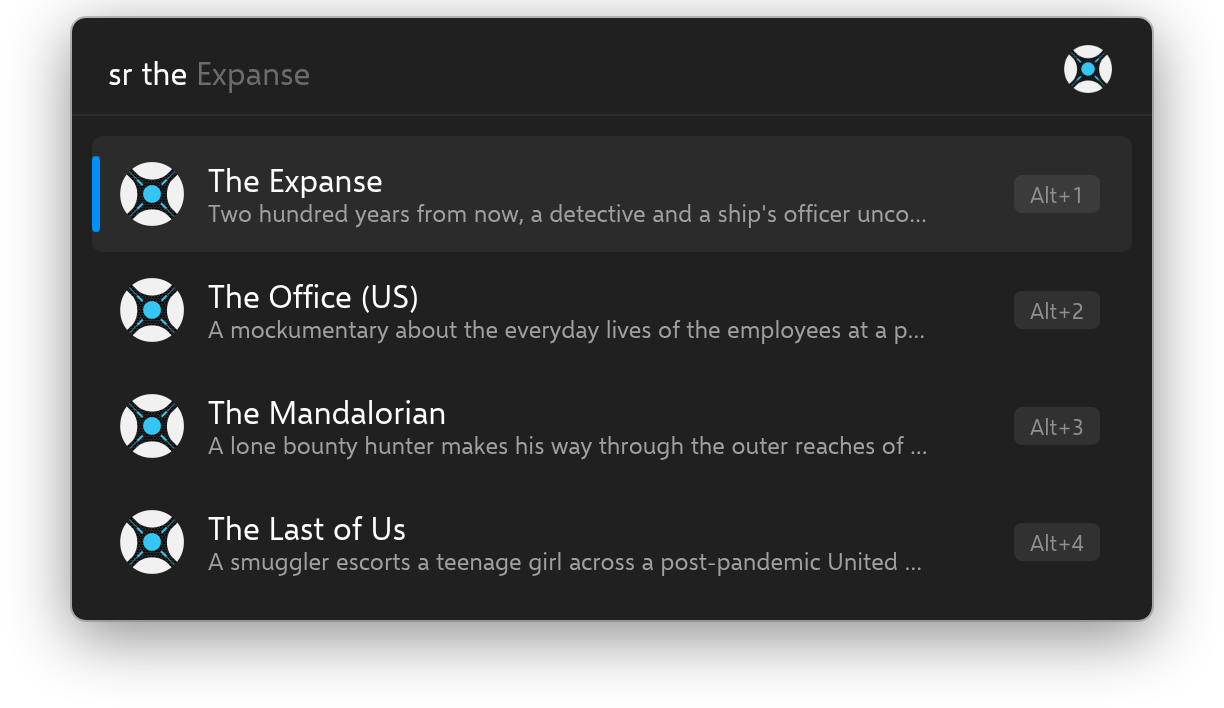 sr the Expanse
The Expanse
Two hundred years from now, a detective and a ship's officer unco...
Alt+1
The Office (US)
A mockumentary about the everyday lives of the employees at a p...
Alt+2
The Mandalorian
A lone bounty hunter makes his way through the outer reaches of ...
Alt+3
The Last of Us
A smuggler escorts a teenage girl across a post-pandemic United ...
Alt+4